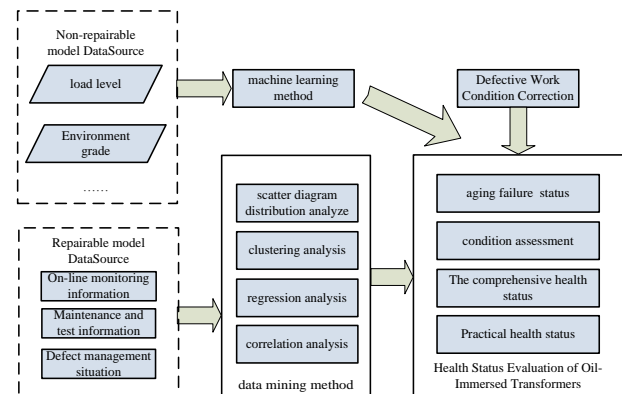 Non-repairable
model DataSource
load level
Environment
grade
......
machine learning
method
Defective Work
Condition Correction
Repairable model
DataSource
On-line monitoring
information
Maintenance and
test information
Defect management
situation
scatter diagram
distribution analyze
clustering analysis
regression analysis
correlation analysis
data mining method
aging failure status
condition assessment
The comprehensive health
status
Practical health status
Health Status Evaluation of Oil-
Immersed Transformers